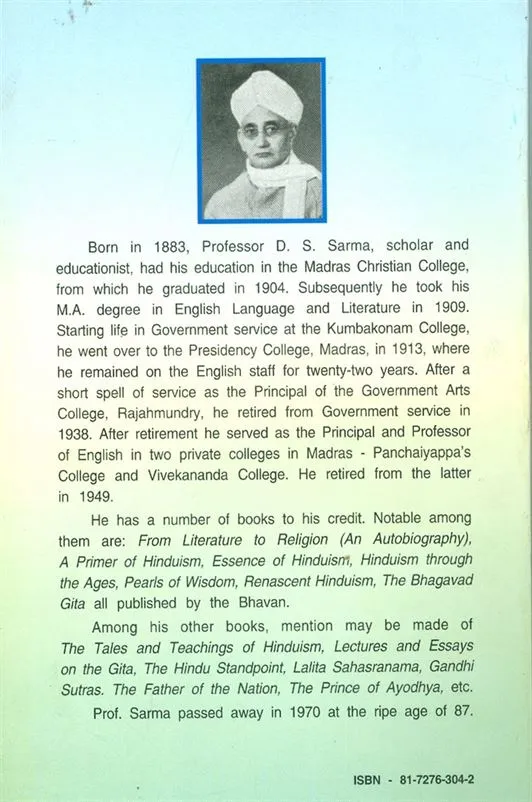 Born in 1883, Professor D. S. Sarma, scholar and
educationist, had his education in the Madras Christian College,
from which he graduated in 1904. Subsequently he took his
M.A. degree in English Language and Literature in 1909.
Starting life in Government service at the Kumbakonam College,
he went over to the Presidency College, Madras, in 1913, where
he remained on the English staff for twenty-two years. After a
short spell of service as the Principal of the Government Arts
College, Rajahmundry, he retired from Government service in
1938. After retirement he served as the Principal and Professor
of English in two private colleges in Madras - Panchaiyappa's
College and Vivekananda College. He retired from the latter
in 1949.
He has a number of books to his credit. Notable among
them are: From Literature to Religion (An Autobiography),
A Primer of Hinduism, Essence of Hinduism, Hinduism through
the Ages, Pearls of Wisdom, Renascent Hinduism, The Bhagavad
Gita all published by the Bhavan.
Among his other books, mention may be made of
The Tales and Teachings of Hinduism, Lectures and Essays
on the Gita, The Hindu Standpoint, Lalita Sahasranama, Gandhi
Sutras. The Father of the Nation, The Prince of Ayodhya, etc.
Prof. Sarma passed away in 1970 at the ripe age of 87.
ISBN - 81-7276-304-2